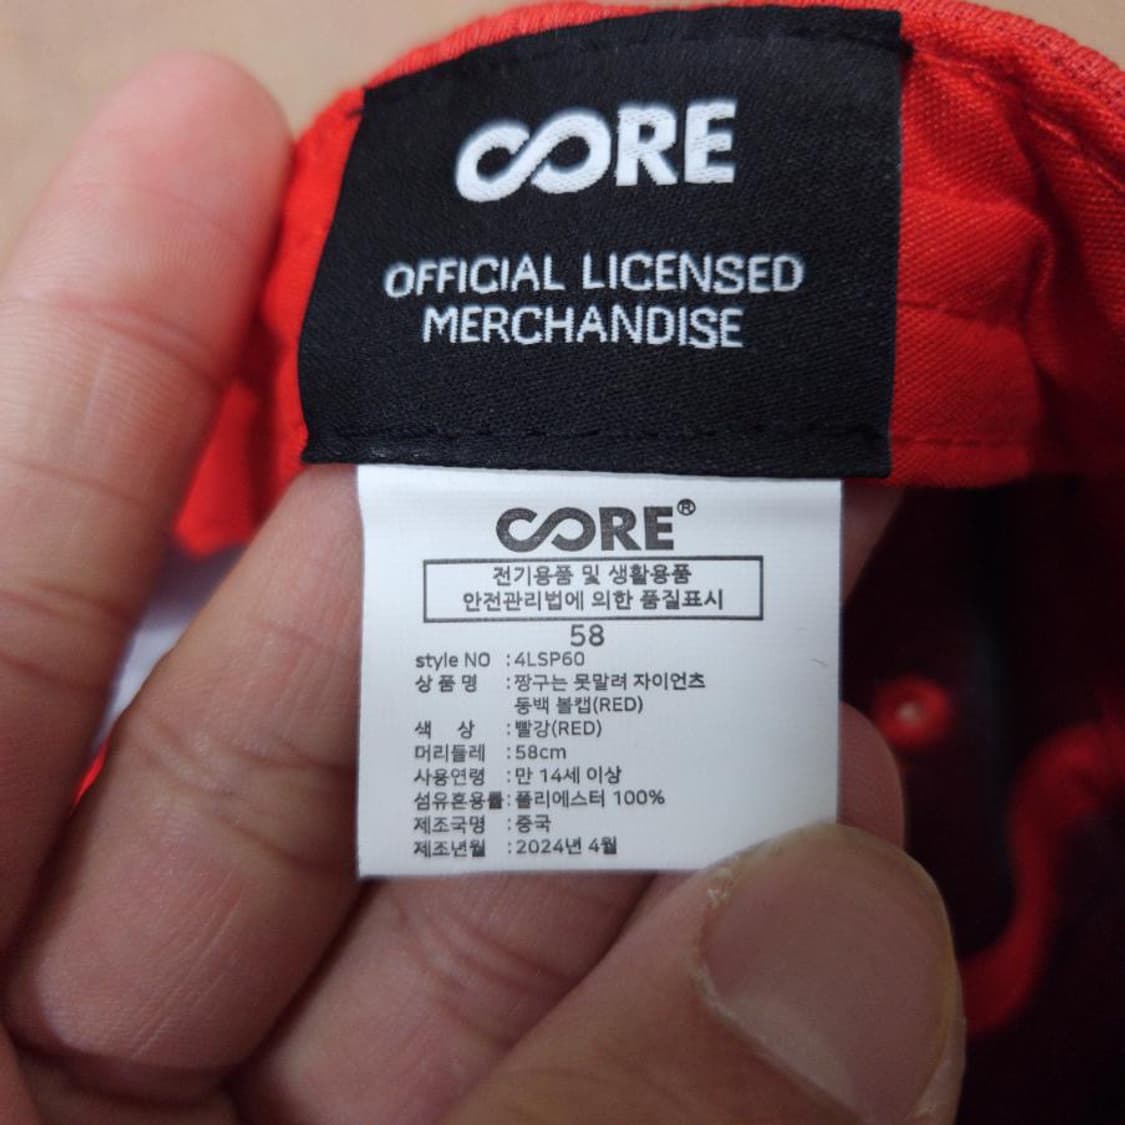 CORE
OFFICIAL LICENSED
MERCHANDISE
CORE®
전기용품 및 생활용품
안전관리법에 의한 품질표시
58
style NO : 4LSP60
상 품 명 : 짱구는 못말려 자이언츠
동백 볼캡(RED)
색 상 : 빨강(RED)
머리둘레 : 58cm
사용연령 : 만 14세 이상
섬유혼용률 : 폴리에스터 100%
제조국명 : 중국
제조년월 : 2024년 4월